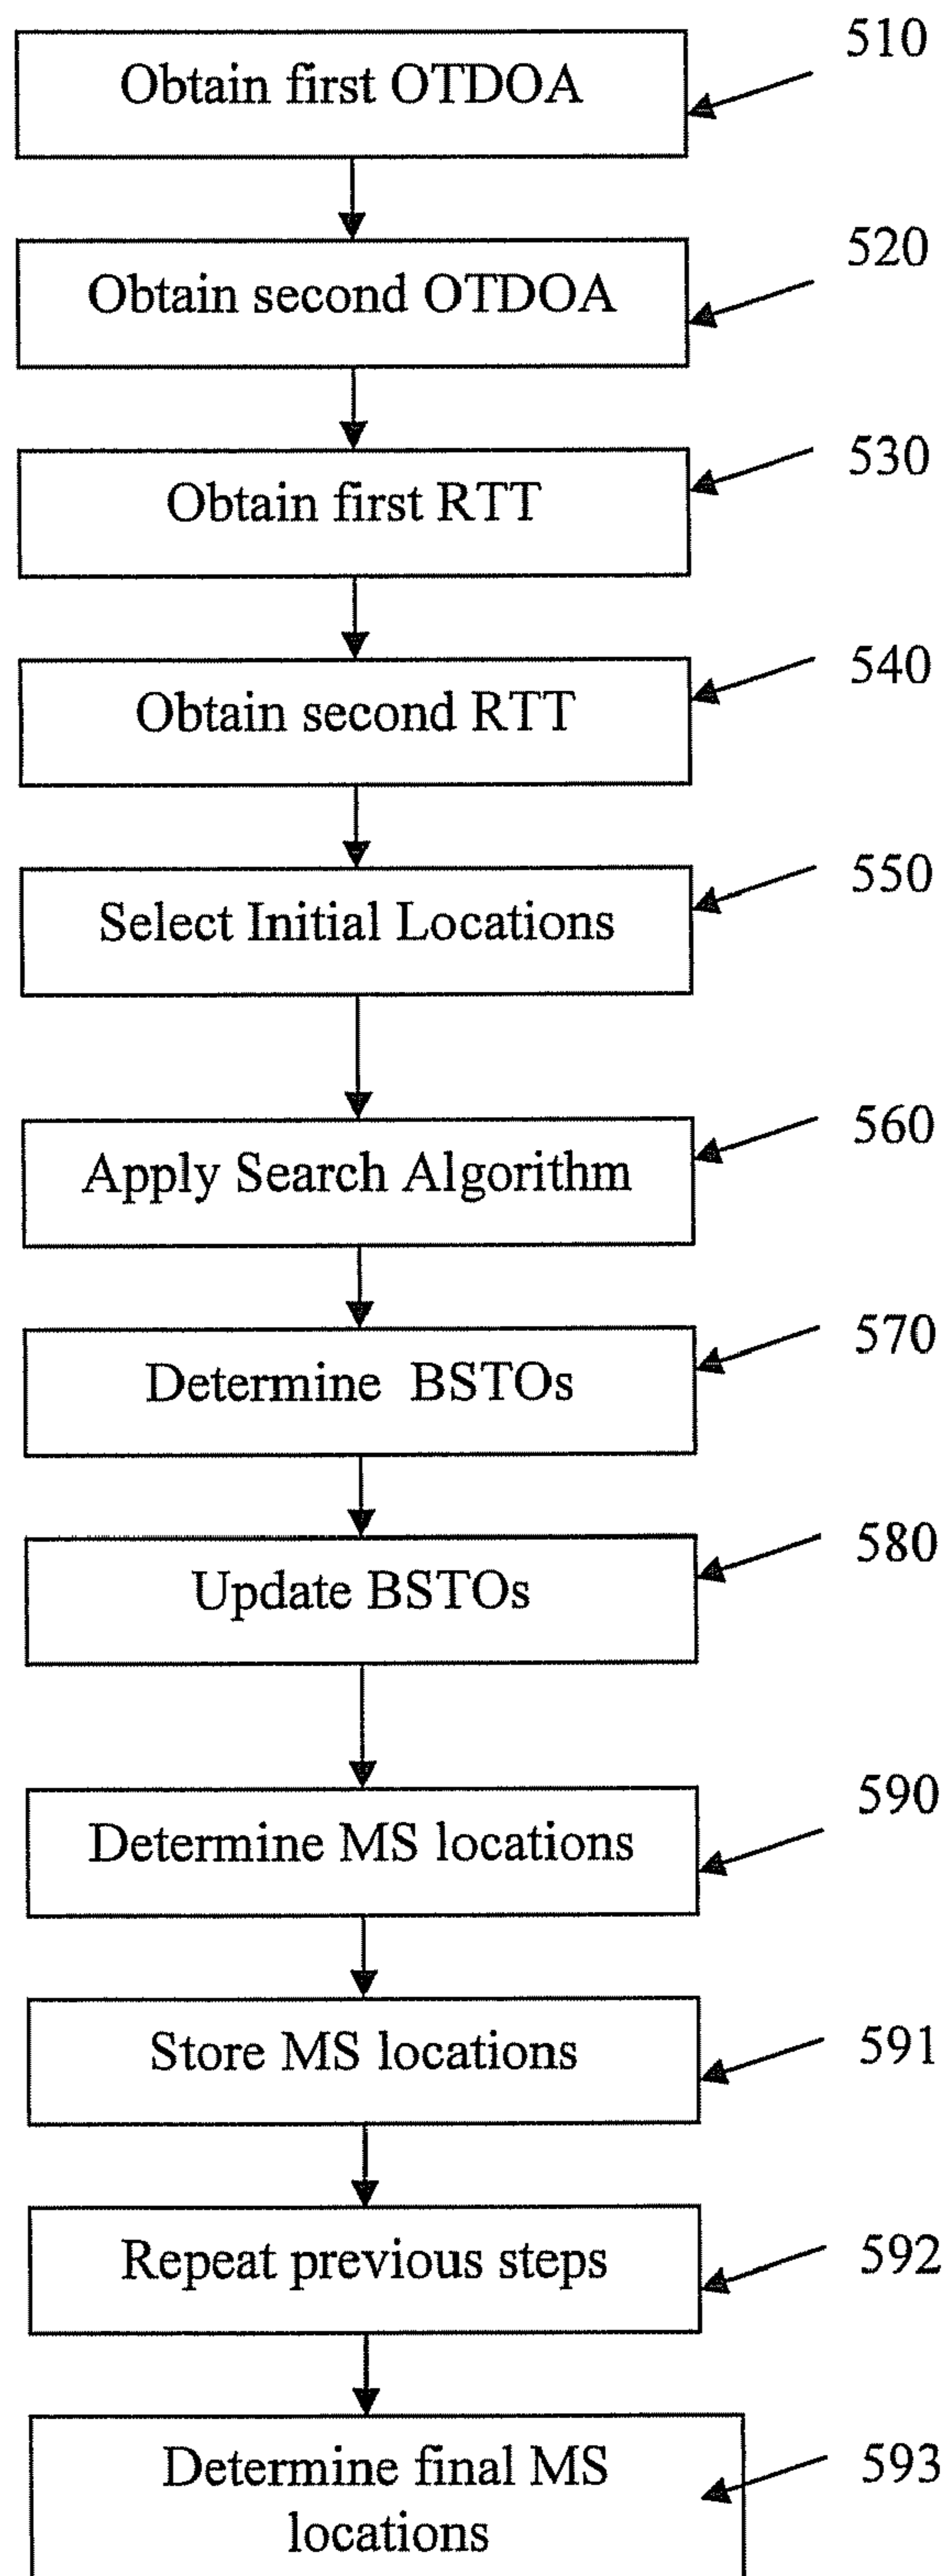 510
Obtain first OTDOA
520
Obtain second OTDOA
530
Obtain first RTT
540
Obtain second RTT
550
Select Initial Locations
560
Apply Search Algorithm
570
Determine BSTOs
580
Update BSTOs
590
Determine MS locations
591
Store MS locations
592
Repeat previous steps
593
Determine final MS
locations